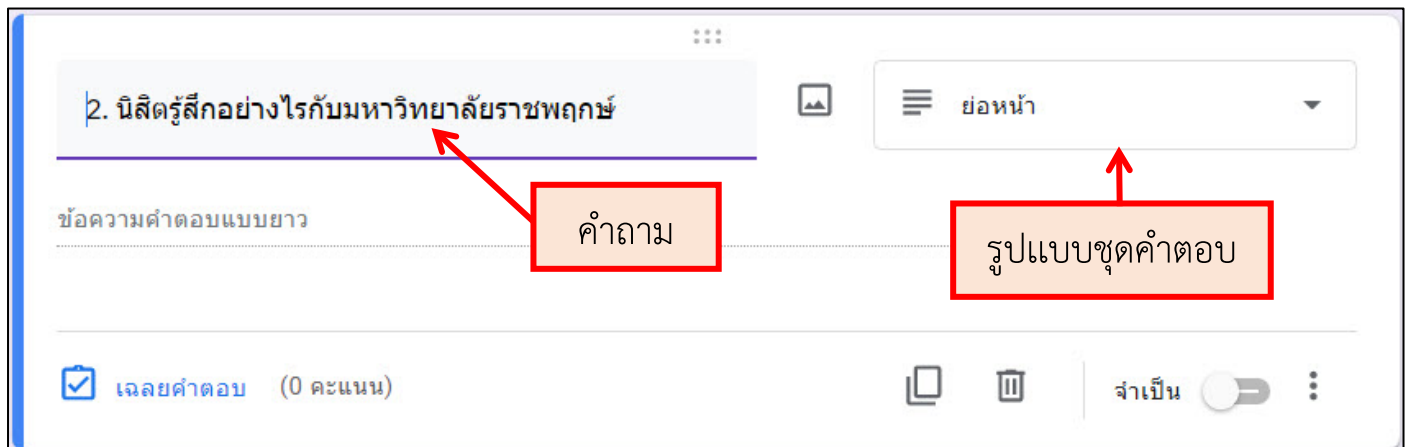 2. นิสิตรู้สึกอย่างไรกับมหาวิทยาลัยราชพฤกษ์
ย่อหน้า
ข้อความคำตอบแบบยาว
คำถาม
รูปแบบชุดคำตอบ
เฉลยคำตอบ (0 คะแนน)
จำเป็น